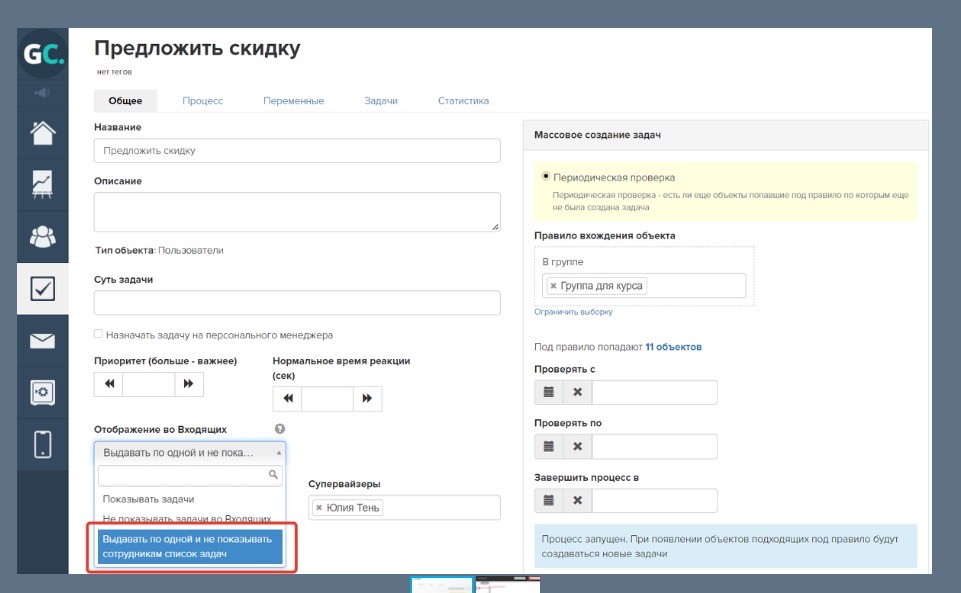 GC.
Предложить скидку
нет тегов
Общее
Процесс
Переменные
Задачи
Статистика
Название
Предложить скидку
Описание
Тип объекта: Пользователи
Суть задачи
Назначать задачу на персонального менеджера
Приоритет (больше - важнее)
Нормальное время реакции
(сек)
Отображение во Входящих
Выдавать по одной и не пока...
Показывать задачи
Не показывать задачи во Входящих
Выдавать по одной и не показывать
сотрудникам список задач
Супервайзеры
× Юлия Тень
Массовое создание задач
Периодическая проверка
Периодическая проверка - есть ли еще объекты попавшие под правило по которым еще
не была создана задача
Правило вхождения объекта
В группе
× Группа для курса
Ограничить выборку
Под правило попадают 11 объектов
Проверять с
Проверять по
Завершить процесс в
Процесс запущен. При появлении объектов подходящих под правило будут
создаваться новые задачи